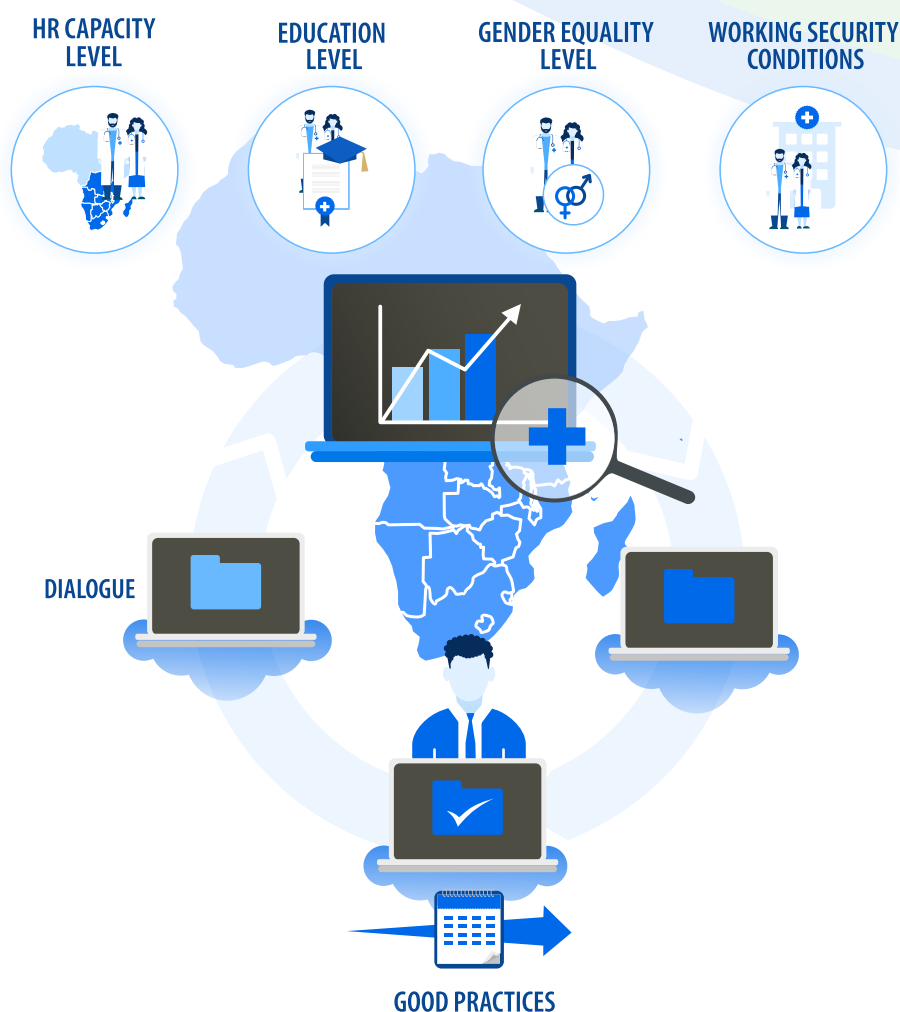 HR CAPACITY
LEVEL
EDUCATION
LEVEL
GENDER EQUALITY
LEVEL
WORKING SECURITY
CONDITIONS
DIALOGUE
GOOD PRACTICES